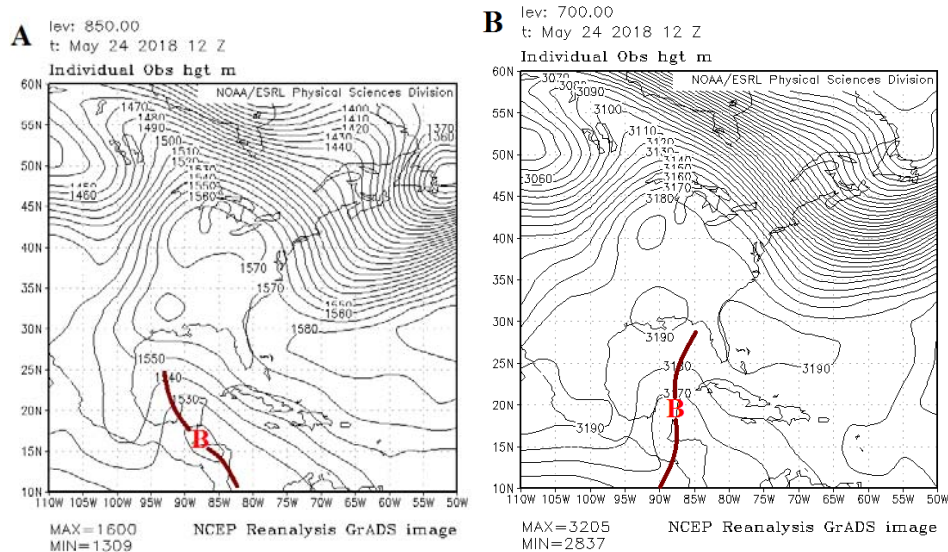 A
lev: 850.00
t: May 24 2018 12 Z
Individual Obs hgt m
NOAA/ESRL Physical Sciences Division
60N
55N
50N
45N
40N
35N
30N
25N
20N
15N
10N
110W 105W 100W 95W 90W 85W 80W 75W 70W 65W 60W 55W 50W
1470
1480
1490
1500
1510
1520
1530
1540
1550
1560
1400
1410
1420
1430
1440
1370
1360
1450
1460
1570
1570
1550
1560
1580
1550
1530
B
MAX=1600
MIN=1309
NCEP Reanalysis GrADS image
B
lev: 700.00
t: May 24 2018 12 Z
Individual Obs hgt m
NOAA/ESRL Physical Sciences Division
60N
55N
50N
45N
40N
35N
30N
25N
20N
15N
10N
110W 105W 100W 95W 90W 85W 80W 75W 70W 65W 60W 55W 50W
3070
3090
3100
3110
3120
3130
3140
3160
3170
3180
3060
3190
3190
3190
B
MAX=3205
MIN=2837
NCEP Reanalysis GrADS image